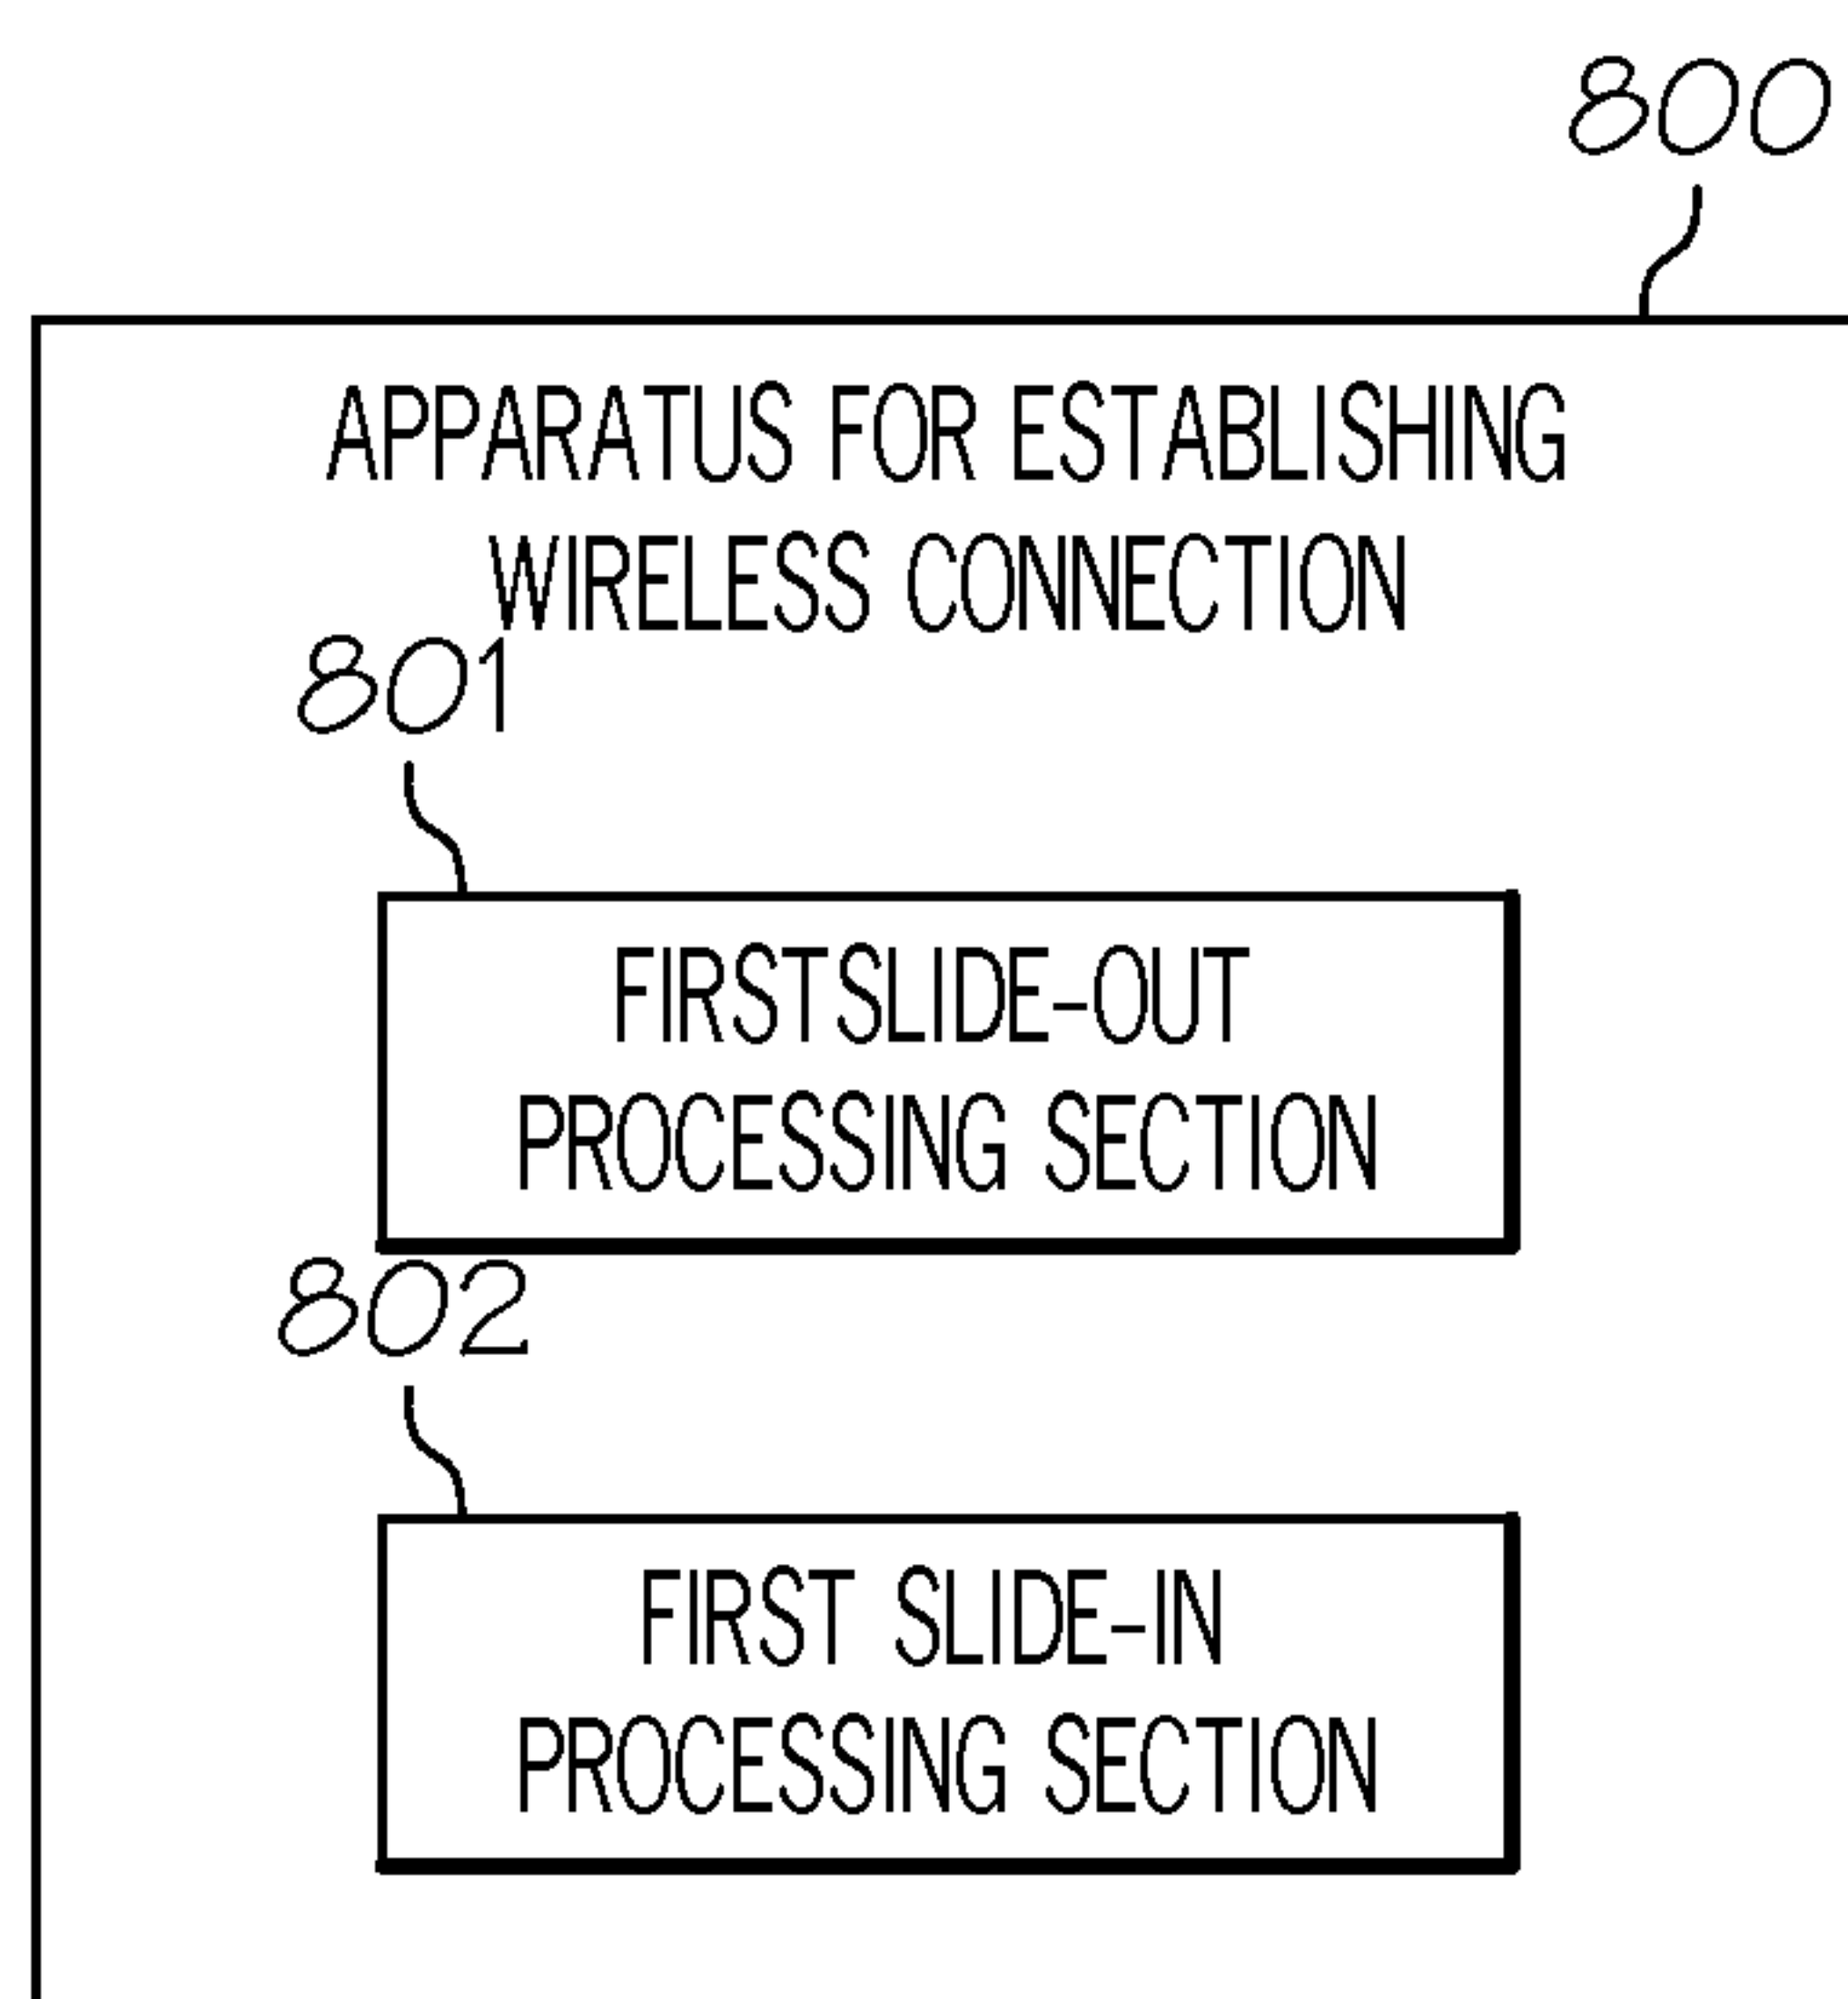 800
APPARATUS FOR ESTABLISHING
WIRELESS CONNECTION
801
FIRSTSLIDE-OUT
PROCESSING SECTION
802
FIRST SLIDE-IN
PROCESSING SECTION